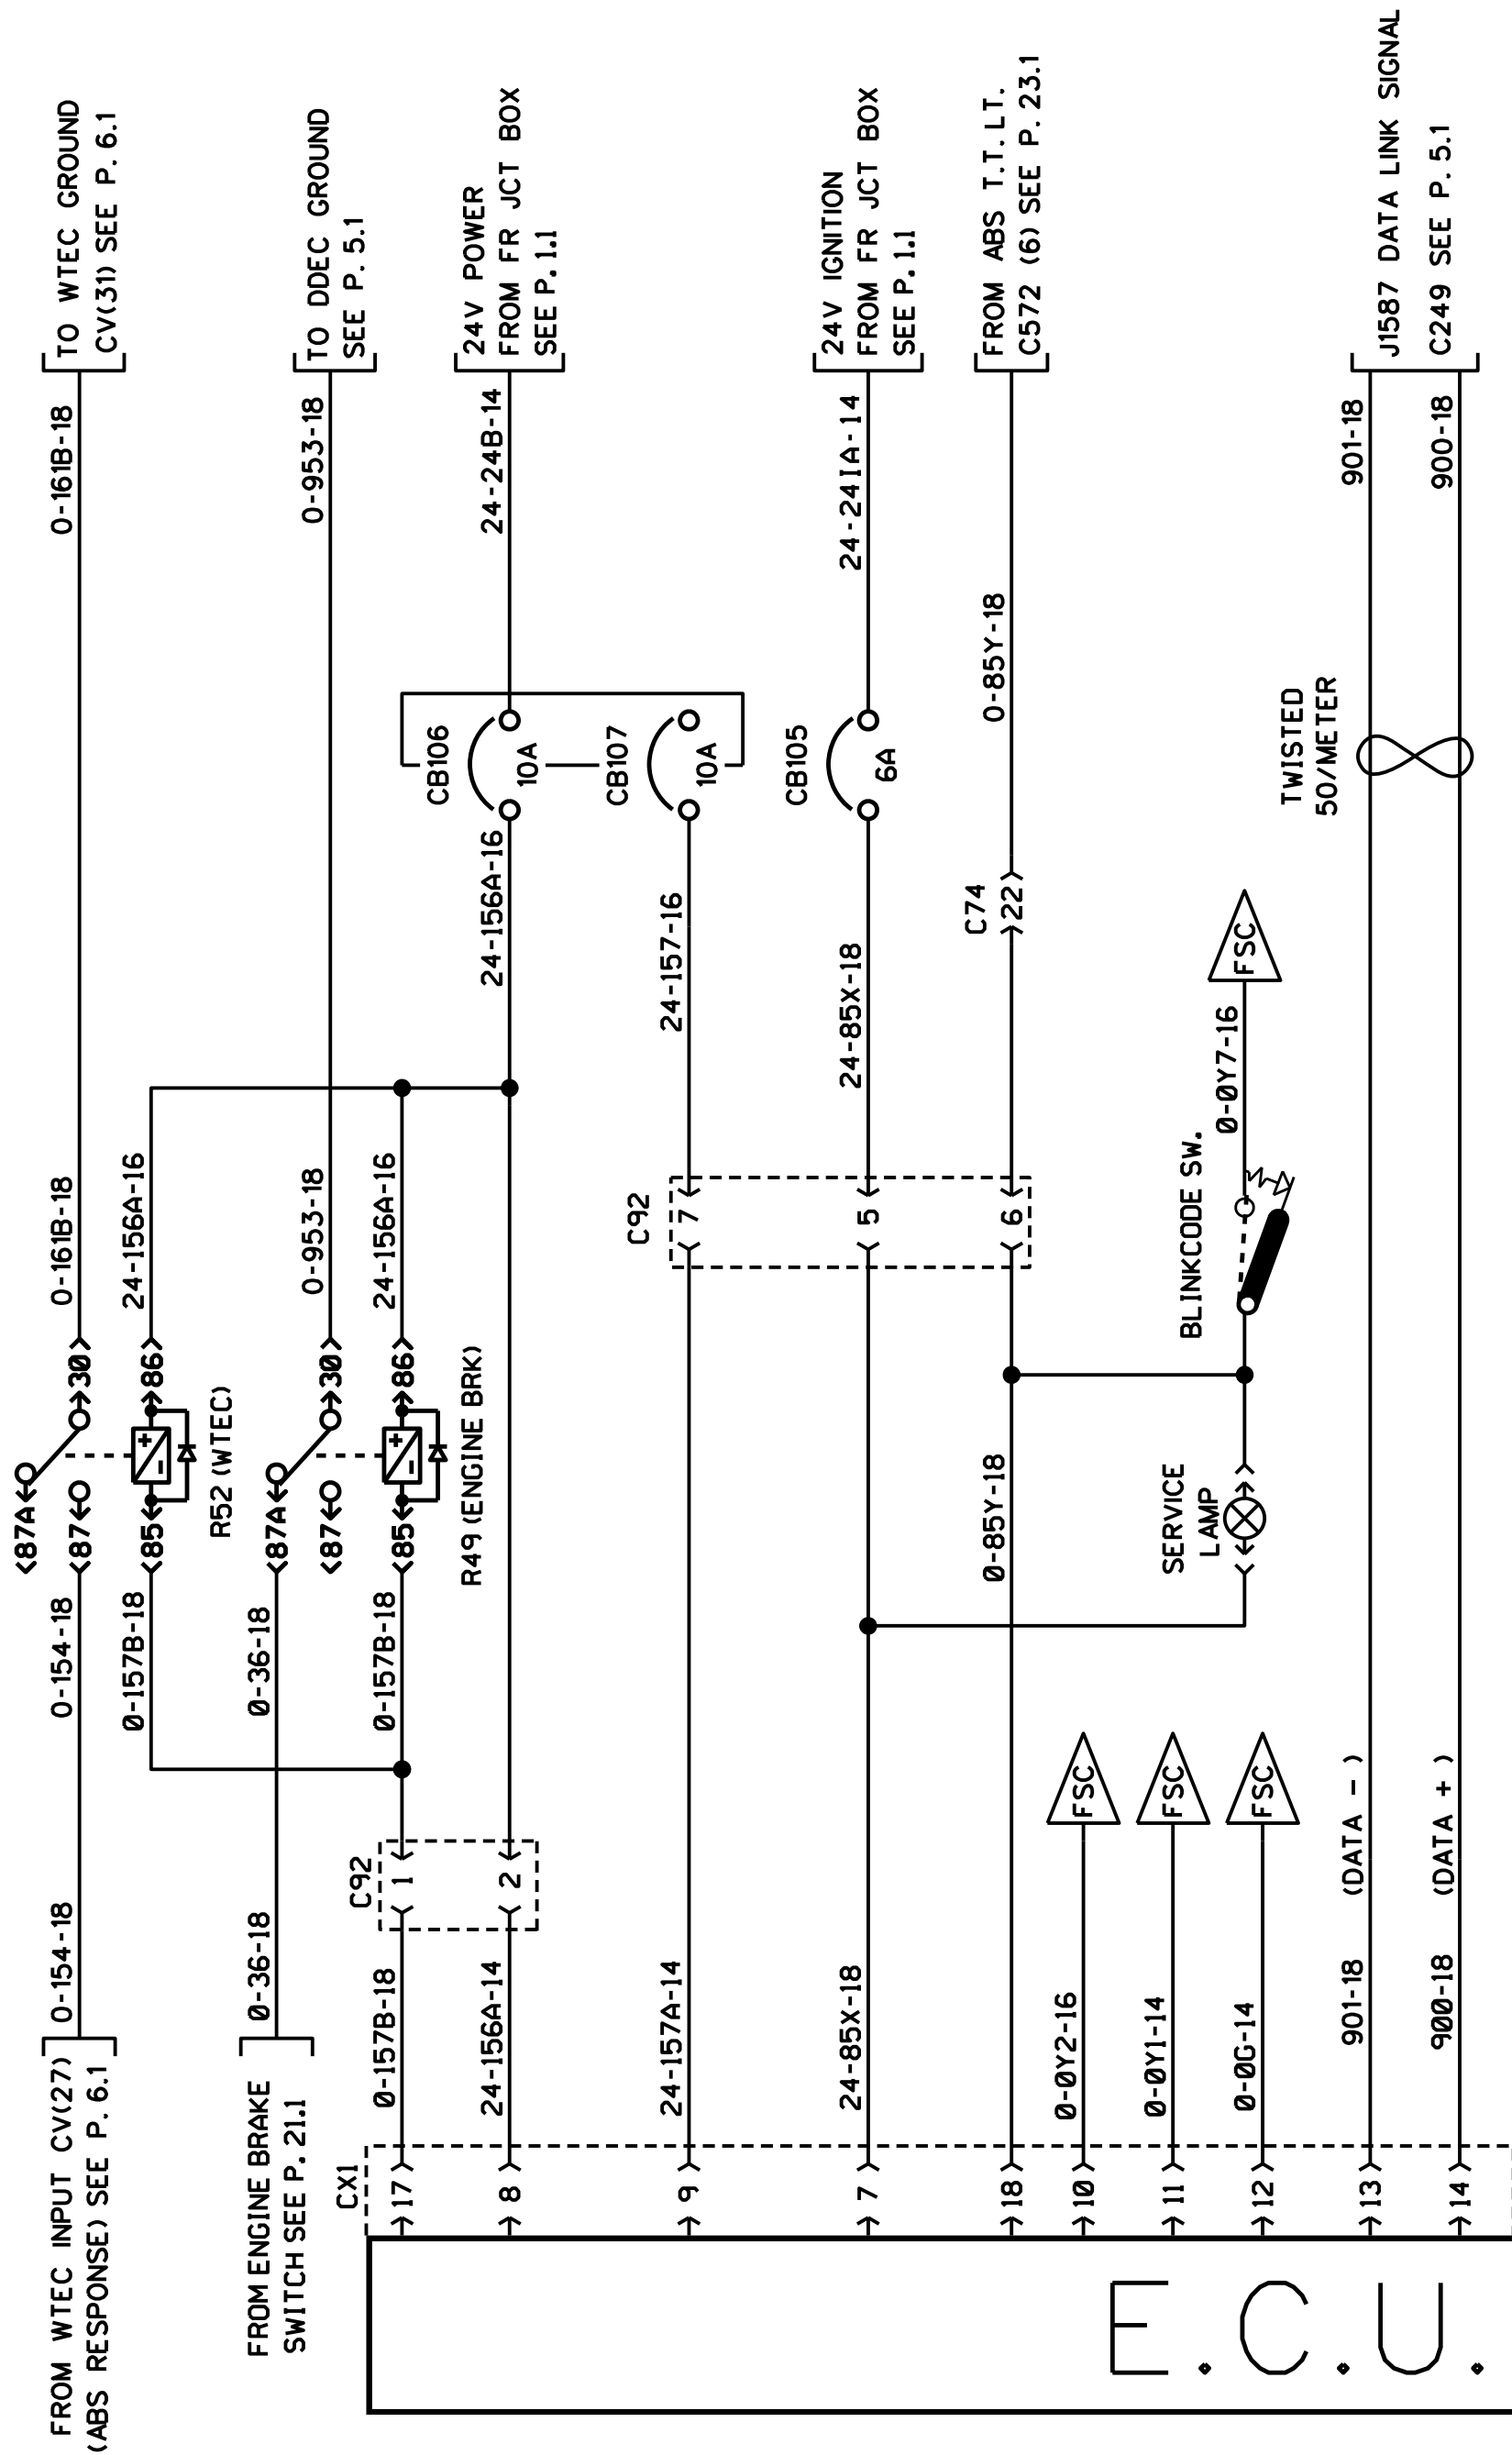 FROM WTEC INPUT CV(27)
(ABS RESPONSE) SEE P. 6.1
0-154-18
0-154-18
87A
87
30
0-161B-18
0-161B-18
TO WTEC GROUND
CV(31) SEE P. 6.1
0-157B-18
85
- +
86
24-156A-16
R52 (WTEC)
FROM ENGINE BRAKE
SWITCH SEE P. 21.1
0-36-18
0-36-18
87A
87
30
0-953-18
0-953-18
TO DDEC GROUND
SEE P. 5.1
CX1
17
0-157B-18
C92
1
0-157B-18
85
- +
86
24-156A-16
R49 (ENGINE BRK)
8
24-156A-14
2
24-156A-16
CB106
10A
24-24B-14
24V POWER
FROM FR JCT BOX
SEE P. 1.1
9
24-157A-14
C92
7
24-157-16
CB107
10A
7
24-85X-18
5
24-85X-18
CB105
6A
24-24IA-14
24V IGNITION
FROM FR JCT BOX
SEE P. 1.1
18
0-85Y-18
6
C74
22
0-85Y-18
FROM ABS T.T.LT.
C572 (6) SEE P. 23.1
10
0-0Y2-16
FSC
11
0-0Y1-14
FSC
12
0-0G-14
FSC
SERVICE
LAMP
BLINKCODE SW.
0-0Y7-16
FSC
TWISTED
50/METER
13
901-18
(DATA - )
901-18
J1587 DATA LINK SIGNAL
14
900-18
(DATA + )
900-18
C249 SEE P. 5.1
E.C.U.